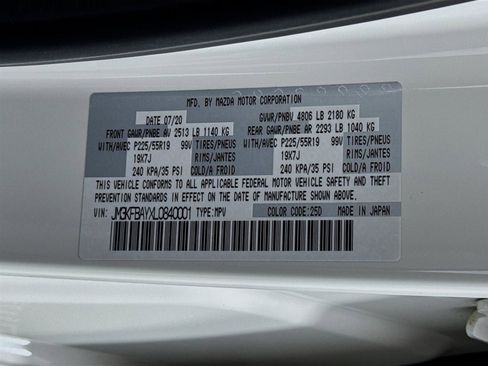 MFD. BY MAZDA MOTOR CORPORATION
DATE 07/20 GVWR/PNBV 4806 LB 2180 KG
FRONT GAWR/PNBE AV 2513 LB 1140 KG REAR GAWR/PNBE AR 2293 LB 1040 KG
WITH/AVEC P225/55R19 99V TIRES/PNEUS WITH/AVEC P225/55R19 99V TIRES/PNEUS
19X7J RIMS/JANTES 19X7J RIMS/JANTES
240 KPA/35 PSI COLD/A FROID 240 KPA/35 PSI COLD/A FROID
THIS VEHICLE CONFORMS TO ALL APPLICABLE FEDERAL MOTOR VEHICLE SAFETY AND THEFT
PREVENTION STANDARDS IN EFFECT ON THE DATE OF MANUFACTURE SHOWN ABOVE.
VIN: JM3KFBAYXL0840001 TYPE:MPV COLOR CODE:25D MADE IN JAPAN